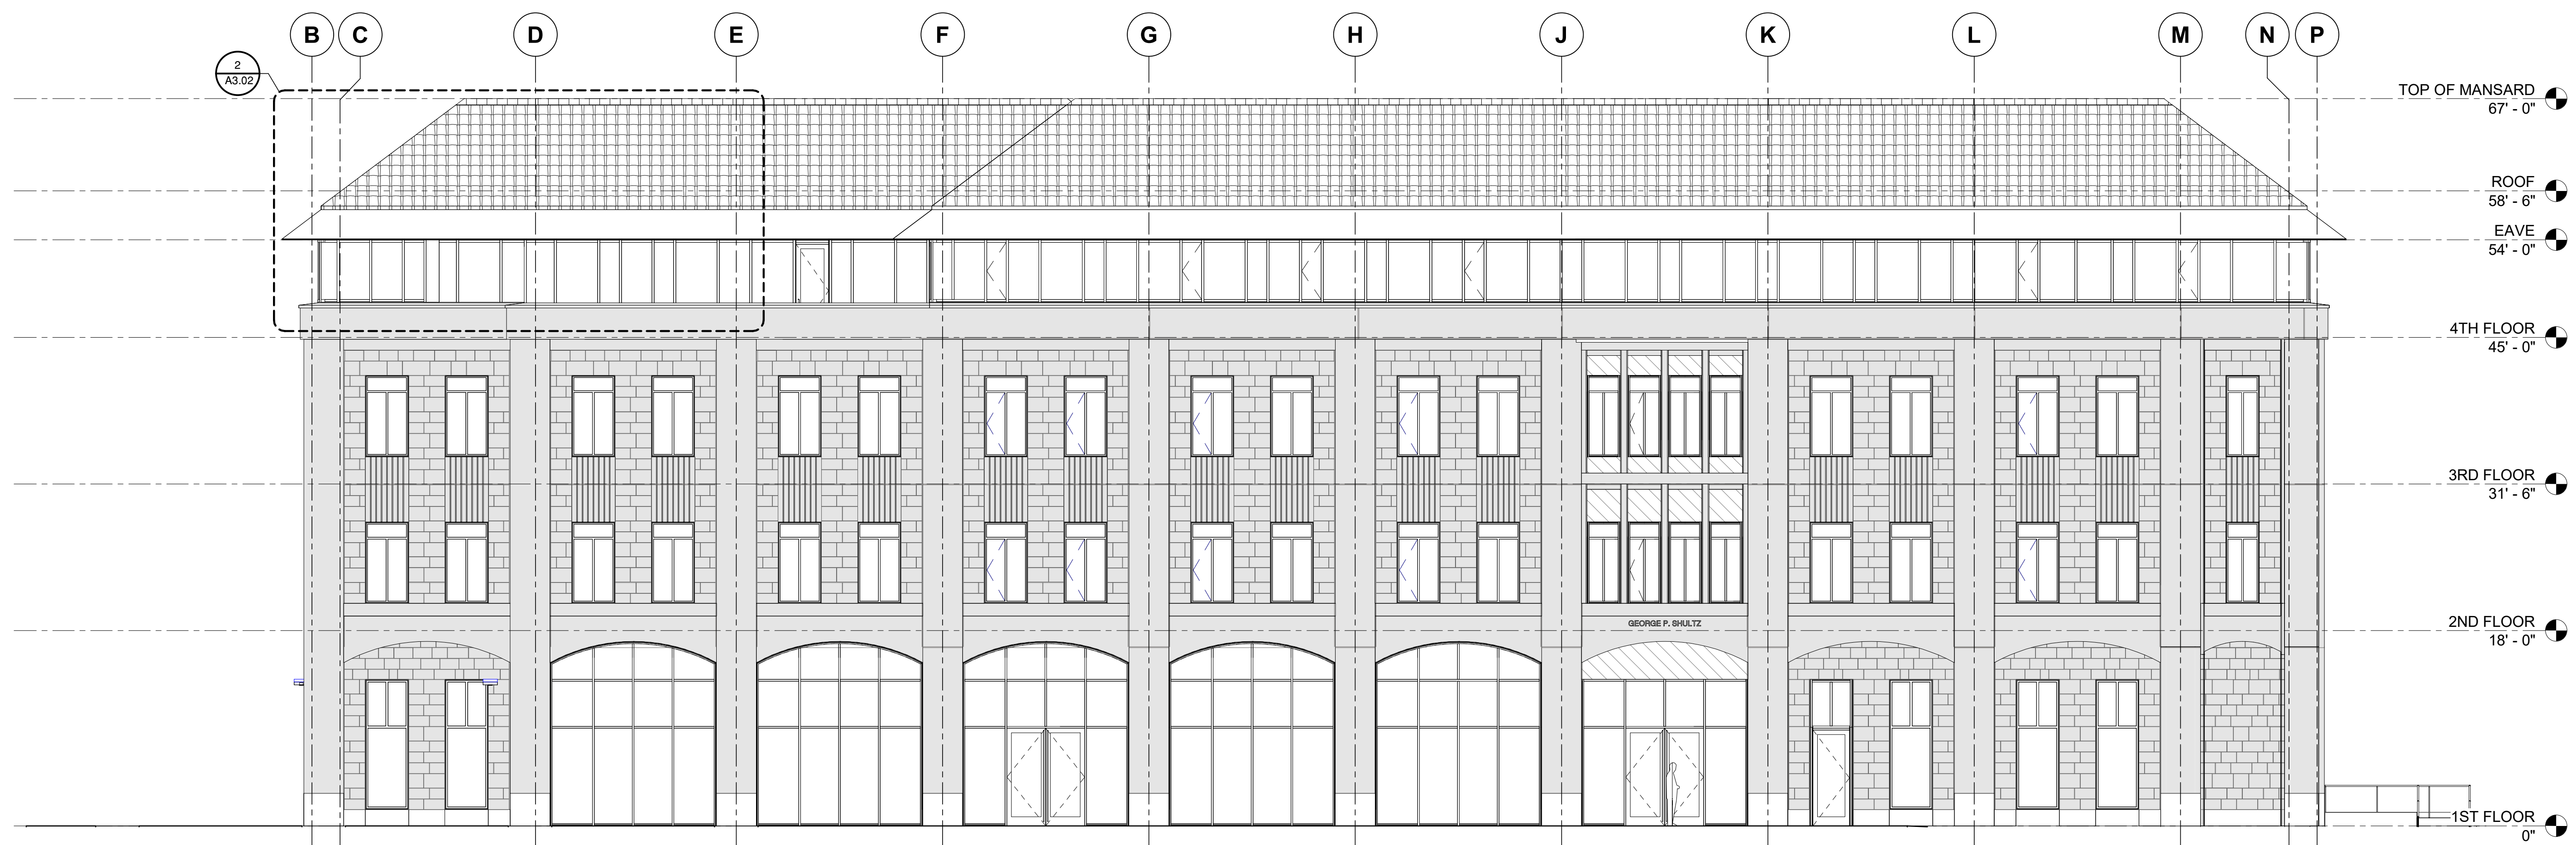 B C D E F G H J K L M N P
2
A3.02
TOP OF MANSARD
67' - 0"
ROOF
58' - 6"
EAVE
54' - 0"
4TH FLOOR
45' - 0"
3RD FLOOR
31' - 6"
GEORGE P. SHULTZ
2ND FLOOR
18' - 0"
1ST FLOOR
0"